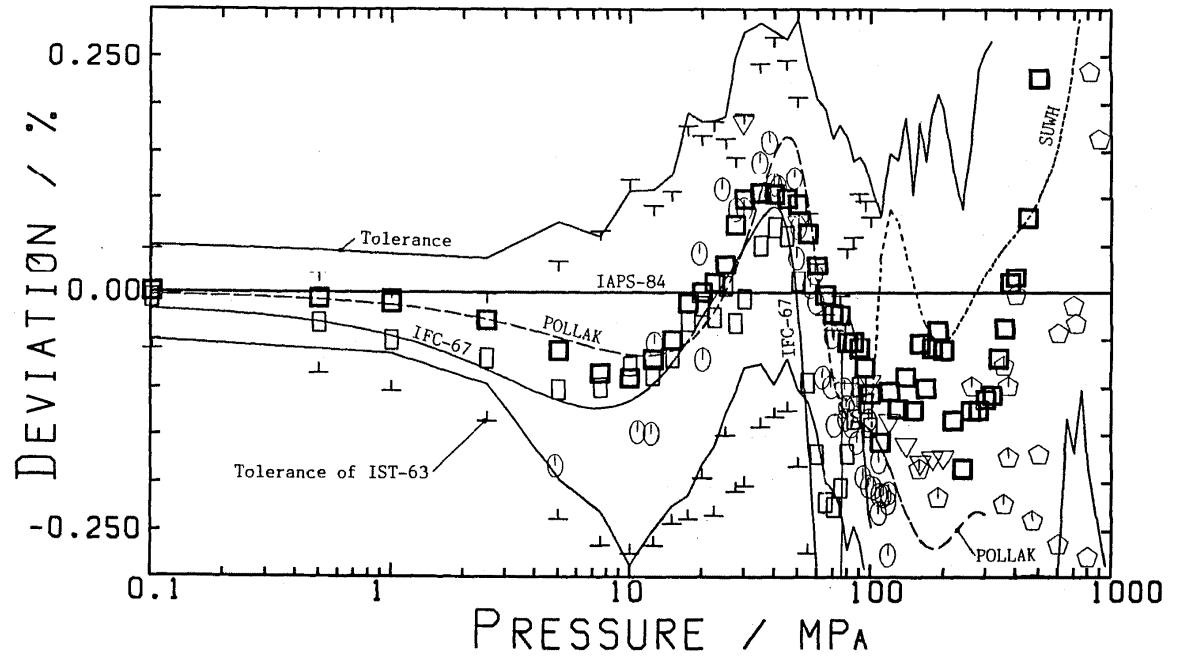 DEVIATIØN / %
0.250
0.000
-0.250
Tolerance
IAPS-84
POLLAK
IFC-67
Tolerance of IST-63
IFC-67
SUWH
POLLAK
0.1
1
10
100
1000
PRESSURE / MPA